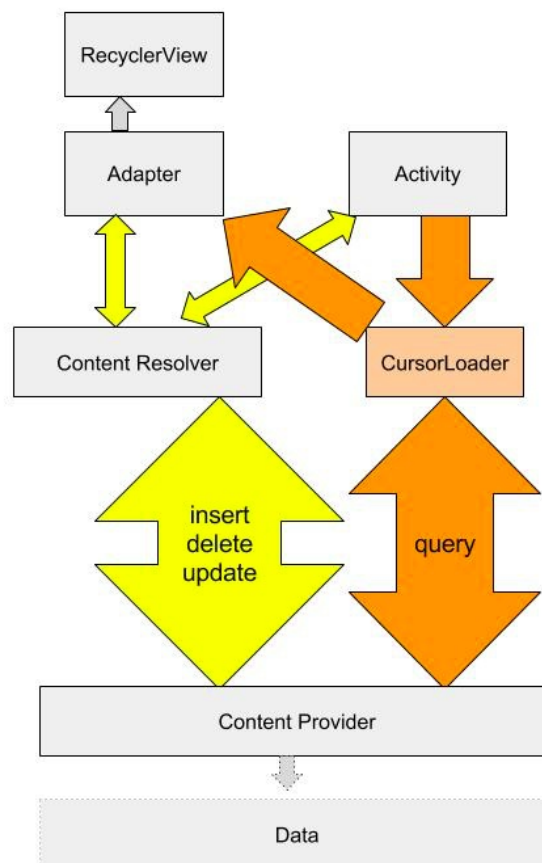 RecyclerView
Adapter
Activity
Content Resolver
CursorLoader
insert
delete
update
query
Content Provider
Data